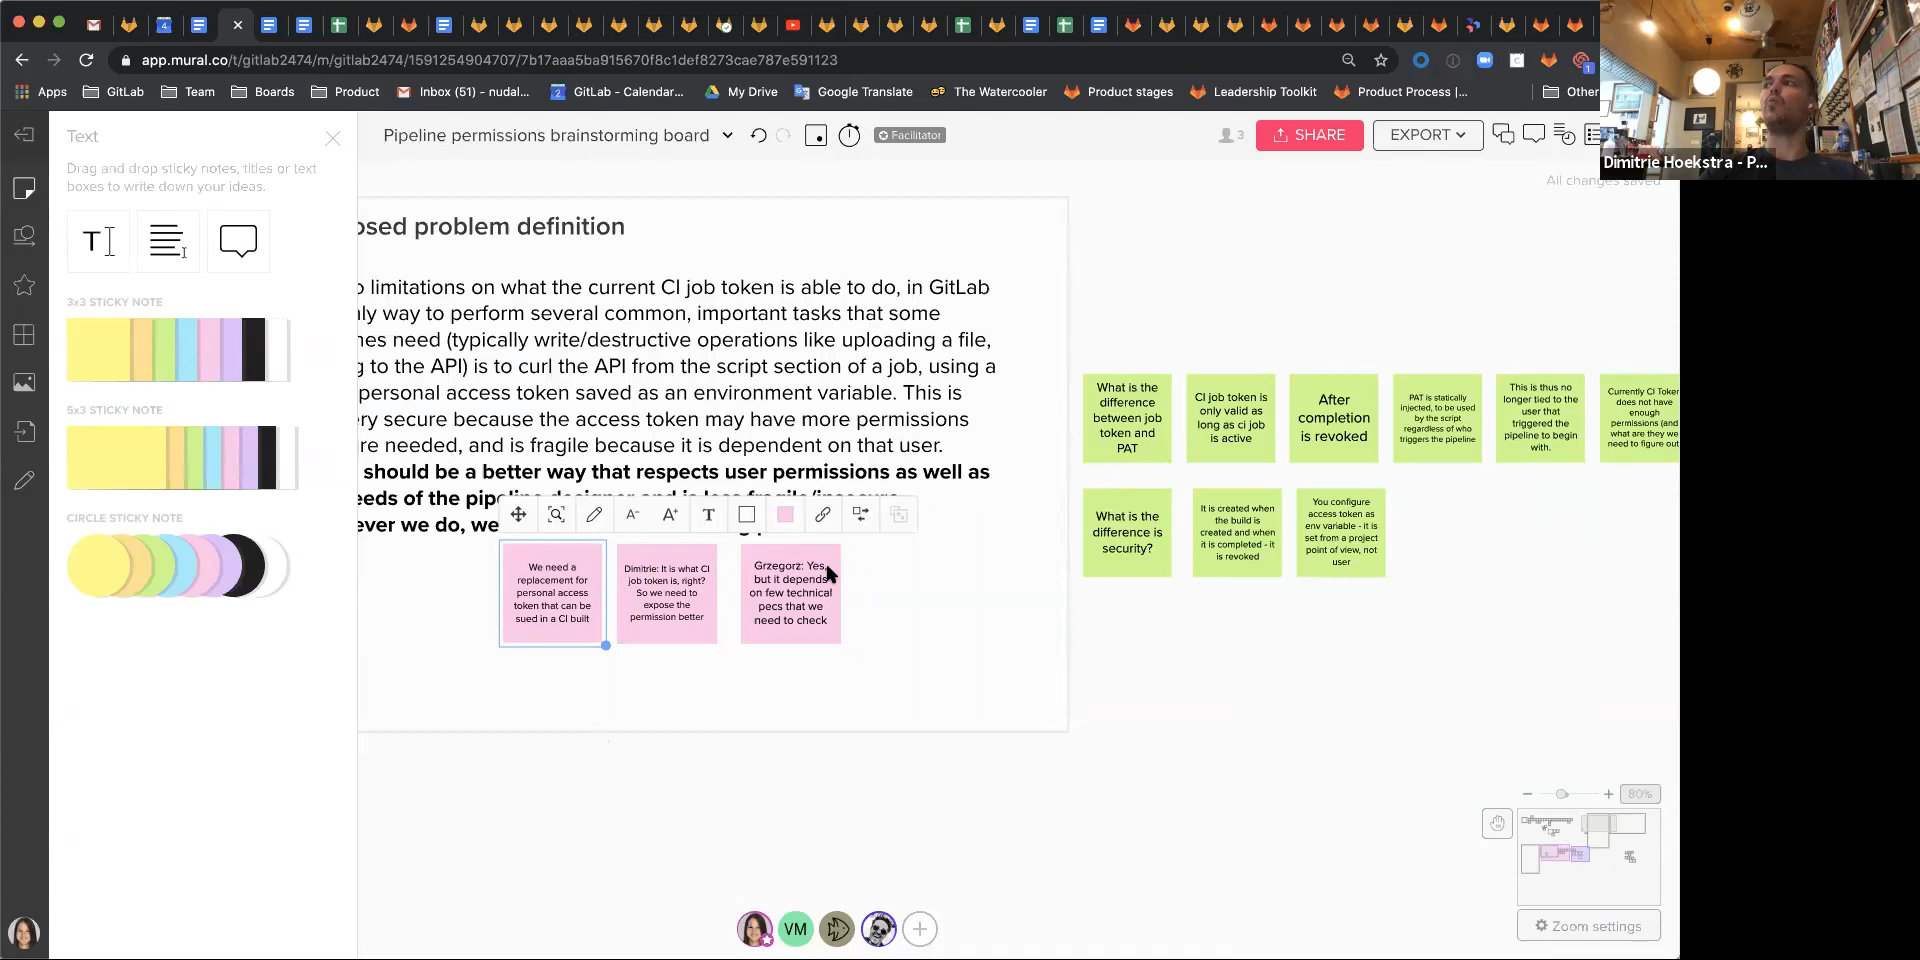 app.mural.co/t/gitlab2474/m/gitlab2474/1591254904707/7b17aaa5ba915670f8c1def8273cae787e591123
Apps
GitLab
Team
Boards
Product
Inbox (51) - nudal...
GitLab - Calendar...
My Drive
Google Translate
The Watercooler
Product stages
Leadership Toolkit
Product Process |...
Other
Dimitrie Hoekstra - P...
Text
Drag and drop sticky notes, titles or text
boxes to write down your ideas.
3x3 STICKY NOTE
5x3 STICKY NOTE
CIRCLE STICKY NOTE
Pipeline permissions brainstorming board
Facilitator
3
SHARE
EXPORT
All changes saved
osed problem definition
o limitations on what the current CI job token is able to do, in GitLab
nly way to perform several common, important tasks that some
nes need (typically write/destructive operations like uploading a file,
g to the API) is to curl the API from the script section of a job, using a
personal access token saved as an environment variable. This is
ery secure because the access token may have more permissions
re needed, and is fragile because it is dependent on that user.
should be a better way that respects user permissions as well as
eeds of the pipeline designer and is less fragile/insecure.
ever we do, we
We need a
replacement for
personal access
token that can be
sued in a CI built
Dimitrie: It is what CI
job token is, right?
So we need to
expose the
permission better
Grzegorz: Yes,
but it depends
on few technical
pecs that we
need to check
What is the
difference
between job
token and
PAT
CI job token is
only valid as
long as ci job
is active
After
completion
is revoked
PAT is statically
injected, to be used
by the script
regardless of who
triggers the pipeline
This is thus no
longer tied to the
user that
triggered the
pipeline to begin
with.
Currently CI Token
does not have
enough
permissions (and
what are they we
need to figure out
What is the
difference is
security?
It is created when
the build is
created and when
it is completed - it
is revoked
You configure
access token as
env variable - it is
set from a project
point of view, not
user
80%
Zoom settings
VM